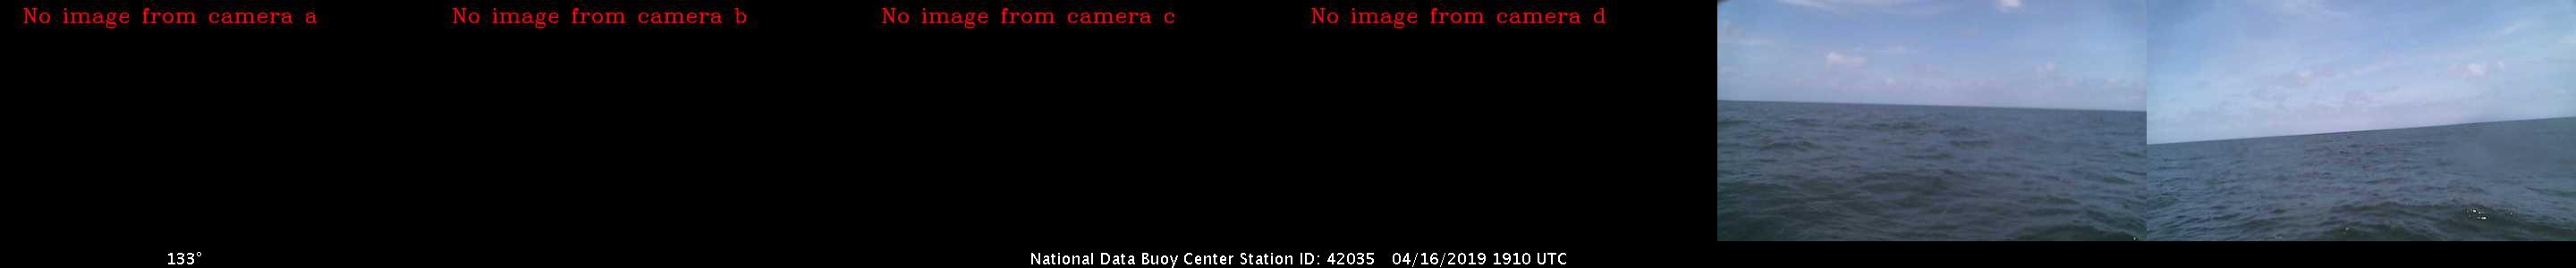 No image from camera a
No image from camera b
No image from camera c
No image from camera d
133°
National Data Buoy Center Station ID: 42035 04/16/2019 1910 UTC